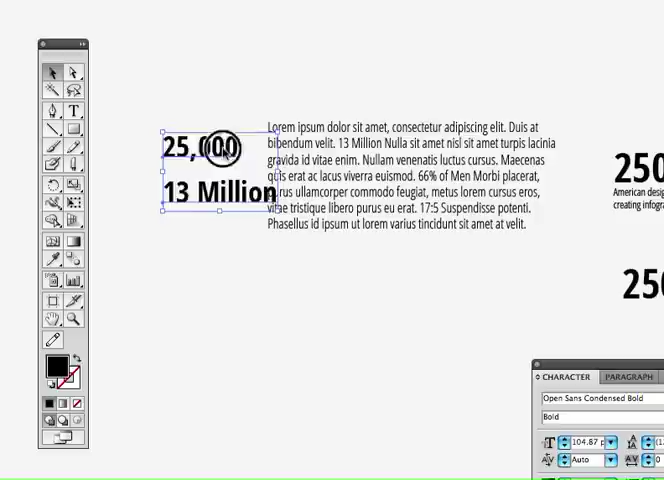 25,000
13 Million
Lorem ipsum dolor sit amet, consectetur adipiscing elit. Duis at
bibendum velit. 13 Million Nulla sit amet nisl sit amet turpis lacinia
gravida id vitae enim. Nullam venenatis luctus cursus. Maecenas
quis erat ac lacus viverra euismod. 66% of Men Morbi placerat,
purus ullamcorper commodo feugiat, metus lorem cursus eros,
vitae tristique libero purus eu erat. 17:5 Suspendisse potenti.
Phasellus id ipsum ut lorem varius tincidunt sit amet at velit.
250
American design
creating infogra
250
CHARACTER PARAGRAPH
Open Sans Condensed Bold
Bold
104.87 p
Auto 0